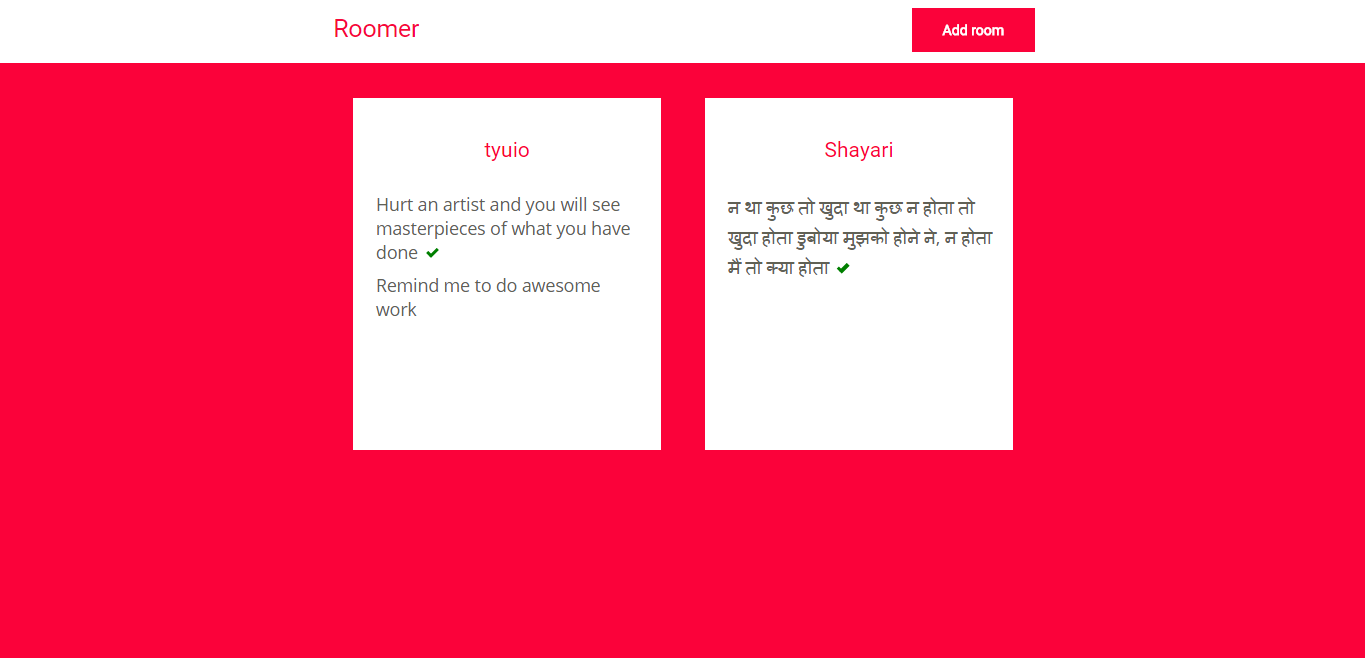 Roomer
Add room
tyuio
Hurt an artist and you will see
masterpieces of what you have
done
Remind me to do awesome
work
Shayari
न था कुछ तो खुदा था कुछ न होता तो
खुदा होता डुबोया मुझको होने ने, न होता
मैं तो क्या होता